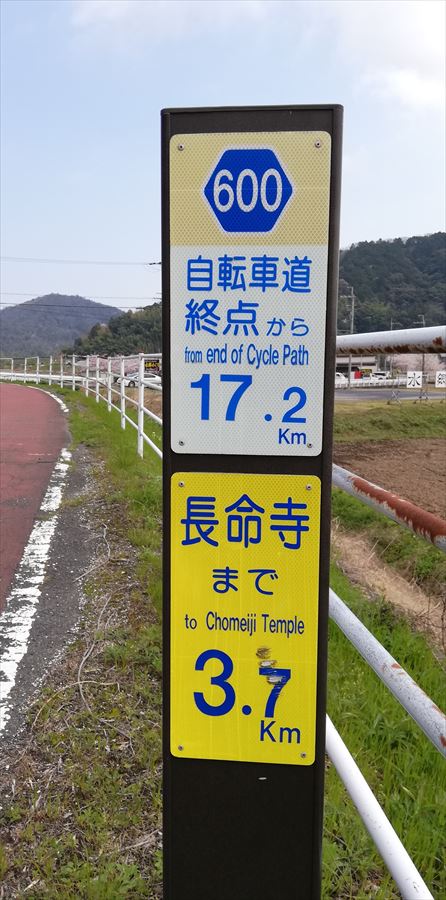 600
自転車道
終点から
from end of Cycle Path
17.2
Km
長命寺
まで
to Chomeiji Temple
3.7
Km
水